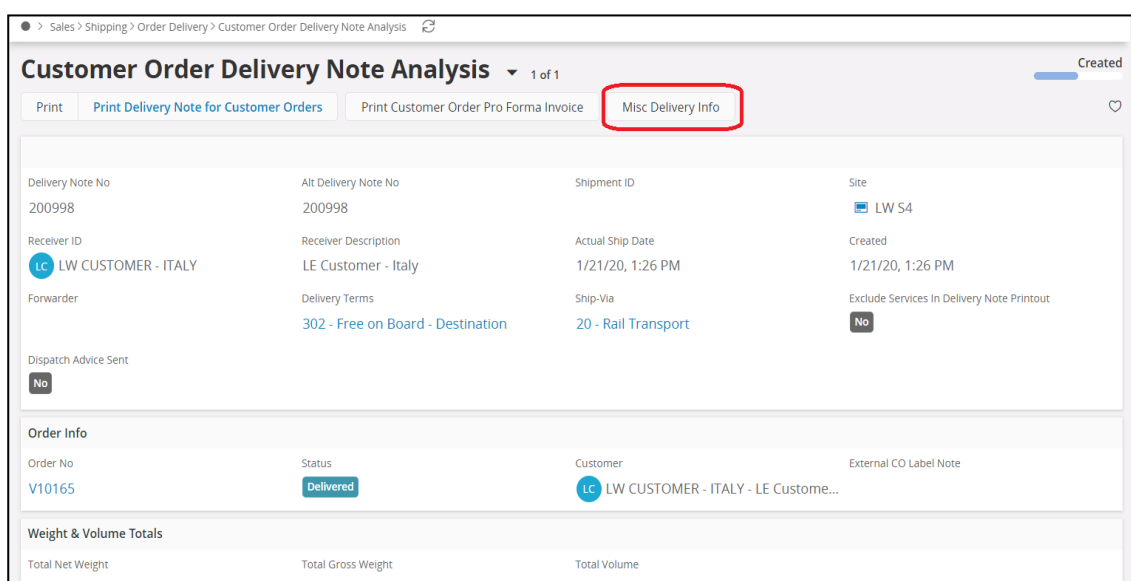 > Sales > Shipping > Order Delivery > Customer Order Delivery Note Analysis
Customer Order Delivery Note Analysis 1 of 1
Created
Print Print Delivery Note for Customer Orders Print Customer Order Pro Forma Invoice Misc Delivery Info
Delivery Note No Alt Delivery Note No Shipment ID Site
200998 200998 LW S4
Receiver ID Receiver Description Actual Ship Date Created
LC LW CUSTOMER - ITALY LE Customer - Italy 1/21/20, 1:26 PM 1/21/20, 1:26 PM
Forwarder Delivery Terms Ship-Via Exclude Services In Delivery Note Printout
302 - Free on Board - Destination 20 - Rail Transport No
Dispatch Advice Sent
No
Order Info
Order No Status Customer External CO Label Note
V10165 Delivered LC LW CUSTOMER - ITALY - LE Custome...
Weight & Volume Totals
Total Net Weight Total Gross Weight Total Volume